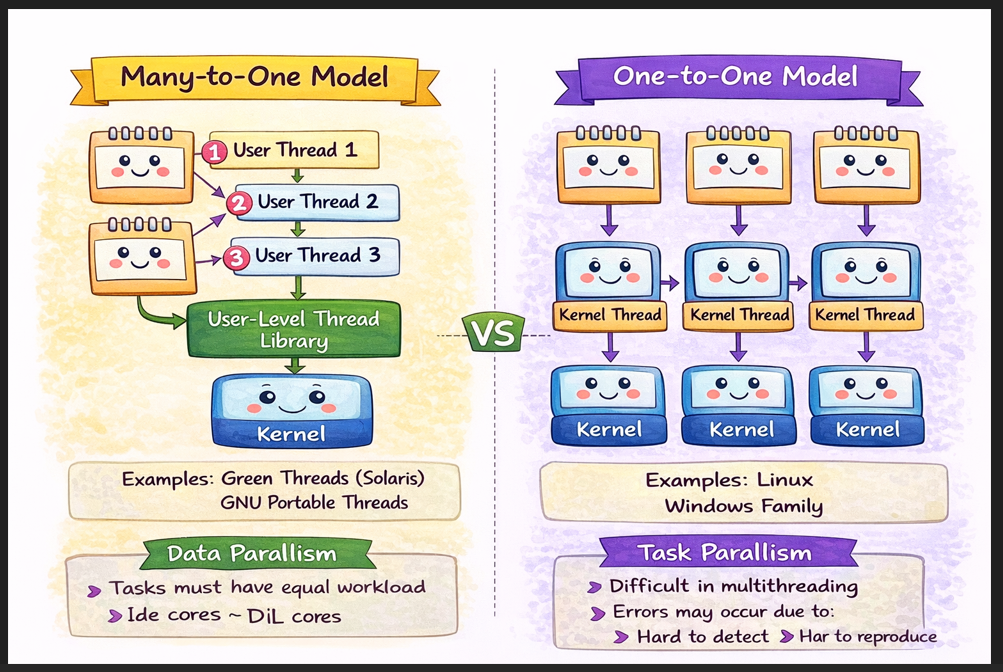 Many-to-One Model
1 User Thread 1
2 User Thread 2
3 User Thread 3
User-Level Thread
Library
Kernel
Examples: Green Threads (Solaris)
GNU Portable Threads
Data Parallism
Tasks must have equal workload
Ide cores ~ DiL cores
VS
One-to-One Model
Kernel Thread Kernel Thread Kernel Thread
Kernel Kernel Kernel
Examples: Linux
Windows Family
Task Parallism
Difficult in multithreading
Errors may occur due to:
Hard to detect Har to reproduce